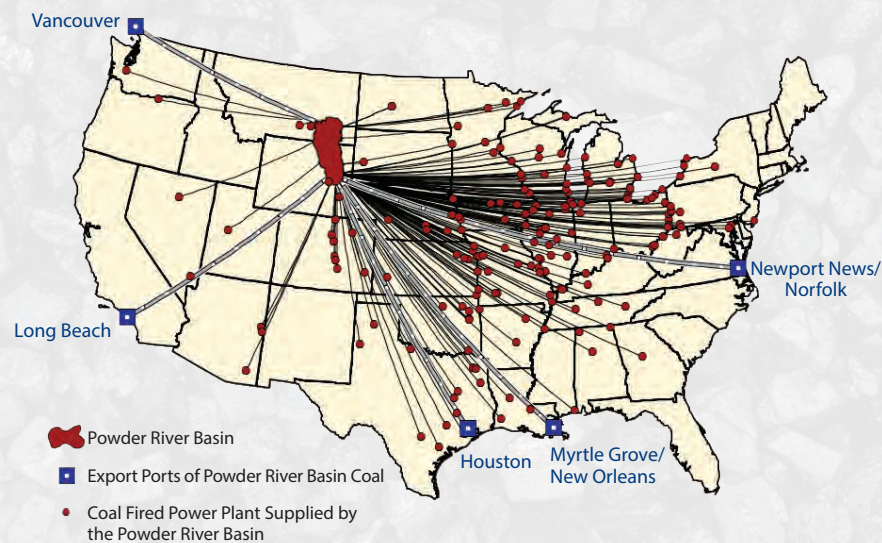 Vancouver
Newport News/
Norfolk
Long Beach
Powder River Basin
Export Ports of Powder River Basin Coal
Houston
Myrtle Grove/
New Orleans
Coal Fired Power Plant Supplied by
the Powder River Basin